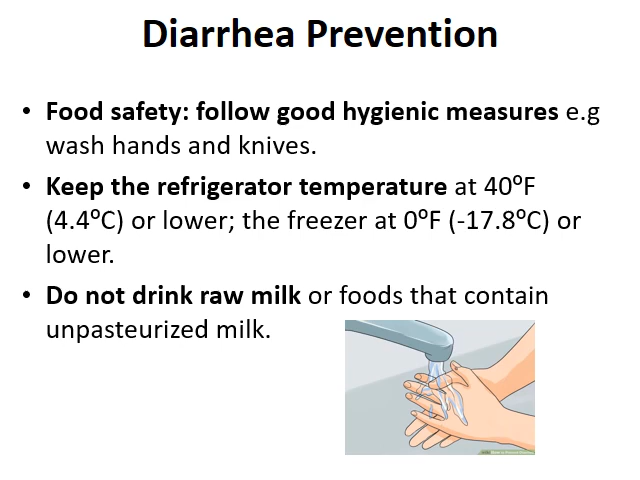 Diarrhea Prevention
• Food safety: follow good hygienic measures e.g
wash hands and knives.
• Keep the refrigerator temperature at 40ºF
(4.4ºC) or lower; the freezer at 0ºF (-17.8ºC) or
lower.
• Do not drink raw milk or foods that contain
unpasteurized milk.